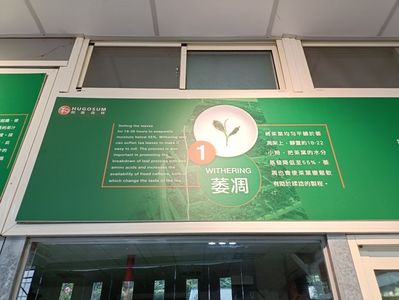 HUGOSUM
和菓森林
Setting the leaves
for 18-26 hours to evaporate
moisture below 55%. Withering
can soften tea leaves to make it
easy to roll. The process is also
important in promoting the
breakdown of leaf proteins into
amino acids and increases the
availability of freed caffeine, both of
which change the taste of the tea.
1
WITHERING
萎凋
將茶葉均勻平鋪於萎
凋架上,靜置約18-22
小時,把茶葉的水分
蒸發降低至55%,萎
凋也會使茶葉變鬆軟
有助於揉捻的製程。